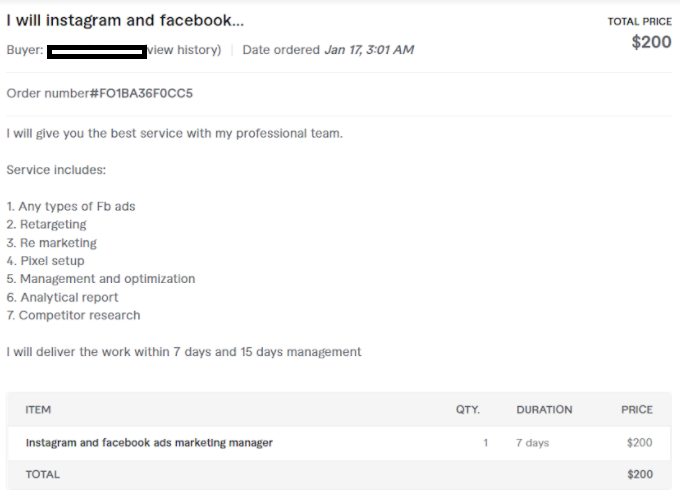 I will instagram and facebook...
TOTAL PRICE
$200
Buyer: view history) | Date ordered Jan 17, 3:01 AM
Order number#FO1BA36F0CC5
I will give you the best service with my professional team.
Service includes:
1. Any types of Fb ads
2. Retargeting
3. Re marketing
4. Pixel setup
5. Management and optimization
6. Analytical report
7. Competitor research
I will deliver the work within 7 days and 15 days management
ITEM QTY. DURATION PRICE
Instagram and facebook ads marketing manager 1 7 days $200
TOTAL $200